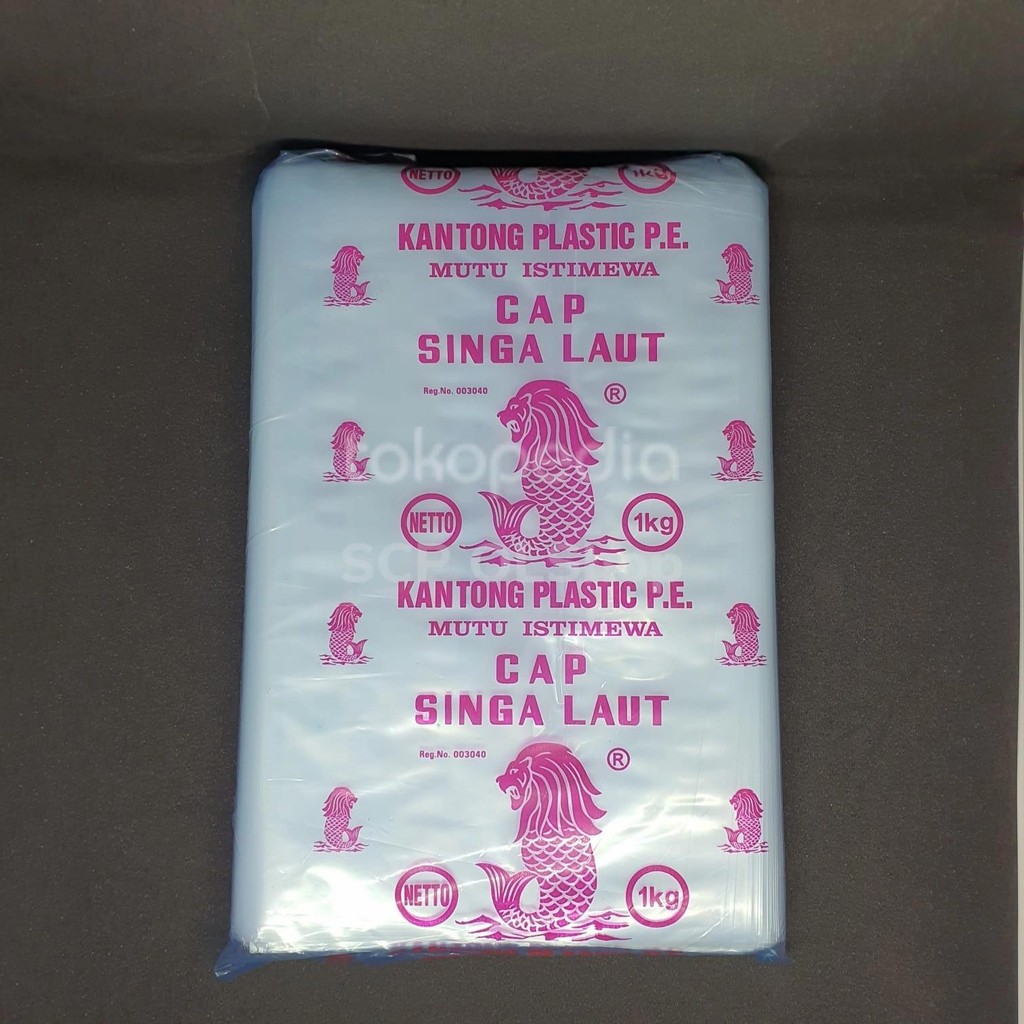 NETTO 1kg
KANTONG PLASTIC P.E.
MUTU ISTIMEWA
CAP
SINGA LAUT
Reg.No. 003040 ®
tokopedia
NETTO 1kg
KANTONG PLASTIC P.E.
MUTU ISTIMEWA
CAP
SINGA LAUT
Reg.No. 003040 ®
NETTO 1kg